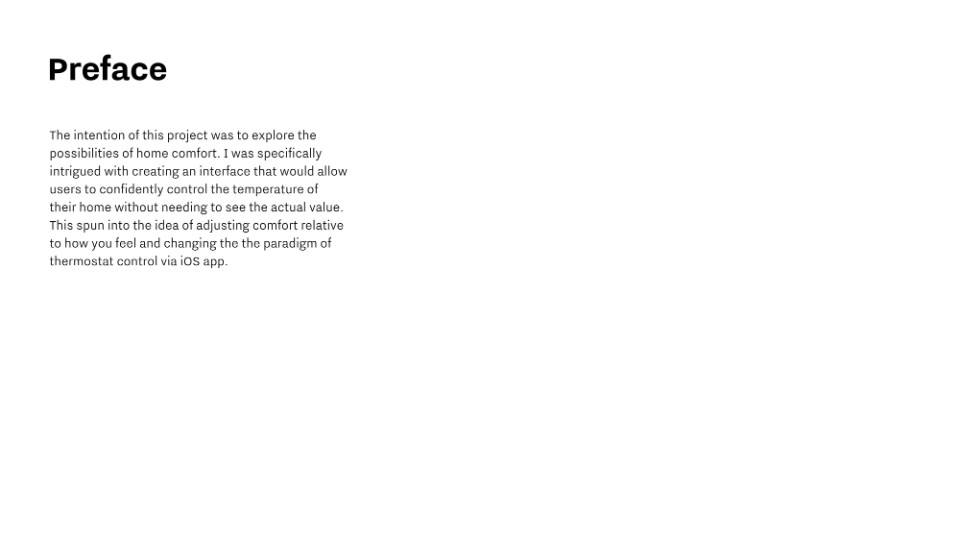 Preface
The intention of this project was to explore the
possibilities of home comfort. I was specifically
intrigued with creating an interface that would allow
users to confidently control the temperature of
their home without needing to see the actual value.
This spun into the idea of adjusting comfort relative
to how you feel and changing the the paradigm of
thermostat control via iOS app.